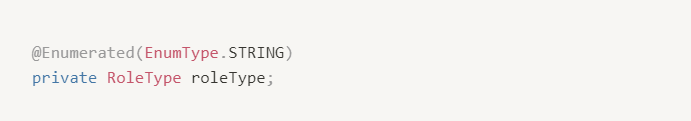 @Enumerated(EnumType.STRING)
private RoleType roleType;